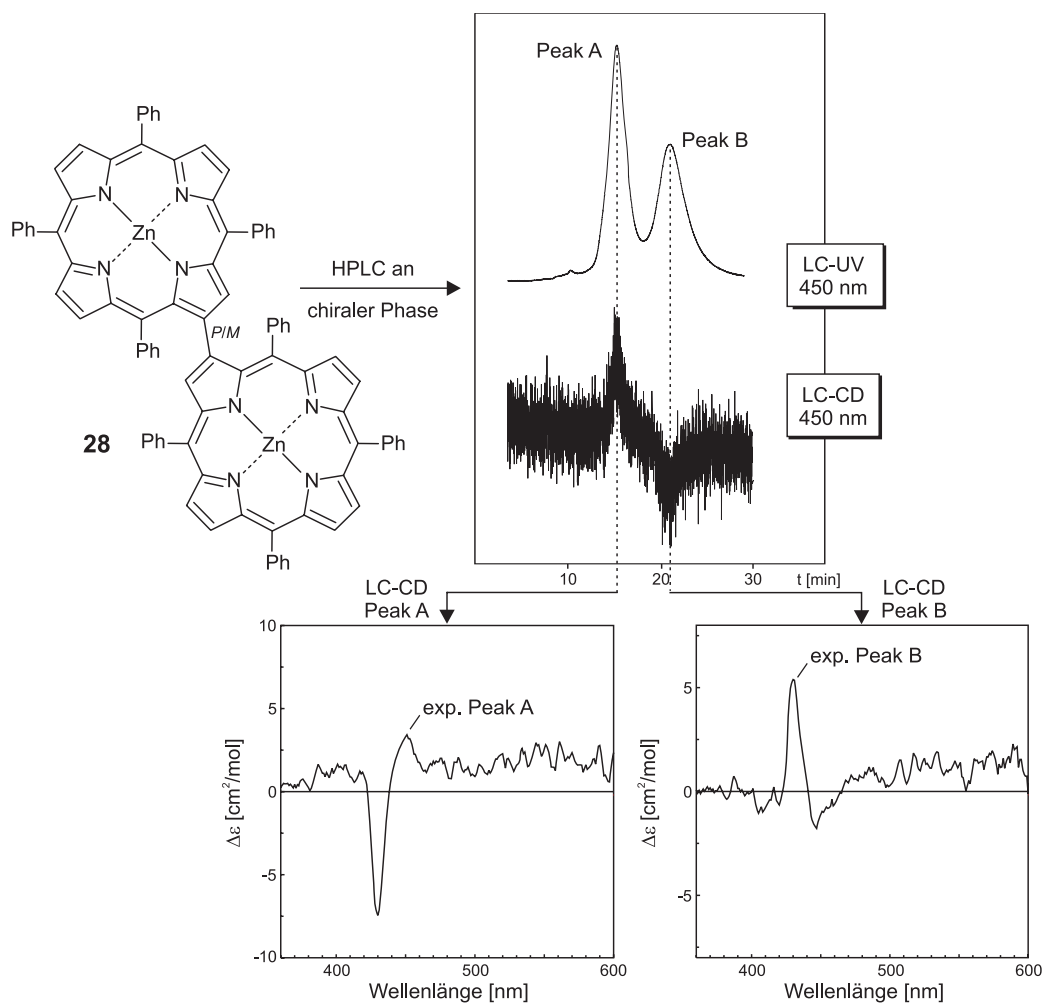 Ph
Ph
Ph
Ph
N
N
Zn
N
N
P/M
Ph
Ph
Ph
Ph
N
N
Zn
N
N
28
HPLC an
chiraler Phase
Peak A
Peak B
LC-UV
450 nm
LC-CD
450 nm
10
20
30
t [min]
LC-CD
Peak A
LC-CD
Peak B
10
5
0
-5
-10
Δε [cm²/mol]
exp. Peak A
400
500
600
Wellenlänge [nm]
5
0
-5
Δε [cm²/mol]
exp. Peak B
400
500
600
Wellenlänge [nm]